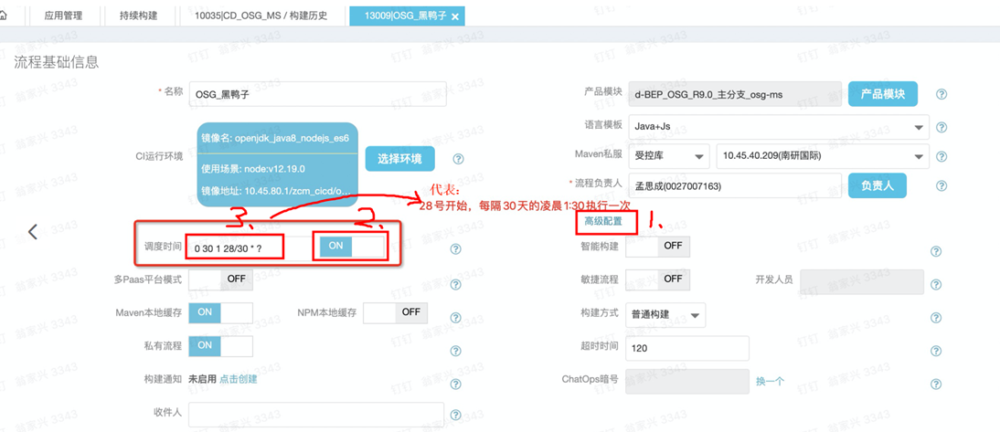 应用管理
持续构建
10035|CD_OSG_MS / 构建历史
13009|OSG_黑鸭子 ×
流程基础信息
* 名称 OSG_黑鸭子
产品模块 d-BEP_OSG_R9.0_主分支_osg-ms 产品模块 ?
语言模板 Java+Js ?
CI运行环境
镜像名: openjdk_java8_nodejs_es6
使用场景: node:v12.19.0
镜像地址: 10.45.80.1/zcm_cicd/o...
选择环境 ?
Maven私服 受控库 10.45.40.209(南研国际) ?
* 流程负责人 孟思成(0027007163) 负责人 ?
代表:
28号开始，每隔30天的凌晨1:30执行一次
3.
2.
高级配置 1.
调度时间 0 30 1 28/30 * ? ON ?
智能构建 OFF ?
多Paas平台模式 OFF ?
敏捷流程 OFF 开发人员 ?
Maven本地缓存 ON NPM本地缓存 OFF ?
构建方式 普通构建 ?
私有流程 ON ?
超时时间 120 ?
构建通知 未启用 点击创建 ?
ChatOps暗号 换一个 ?
收件人 ?
钉钉 翁家兴 3343